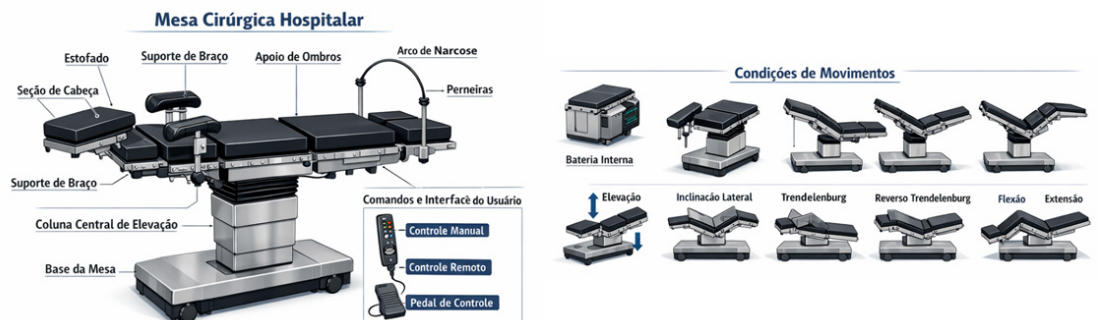 Mesa Cirúrgica Hospitalar
Estofado
Suporte de Braço
Apoio de Ombros
Arco de Narcose
Perneiras
Seção de Cabeça
Suporte de Braço
Coluna Central de Elevação
Base da Mesa
Comandos e Interface do Usuário
Controle Manual
Controle Remoto
Pedal de Controle
Condições de Movimentos
Bateria Interna
Elevação
Inclinacão Lateral
Trendelenburg
Reverso Trendelenburg
Flexão
Extensão